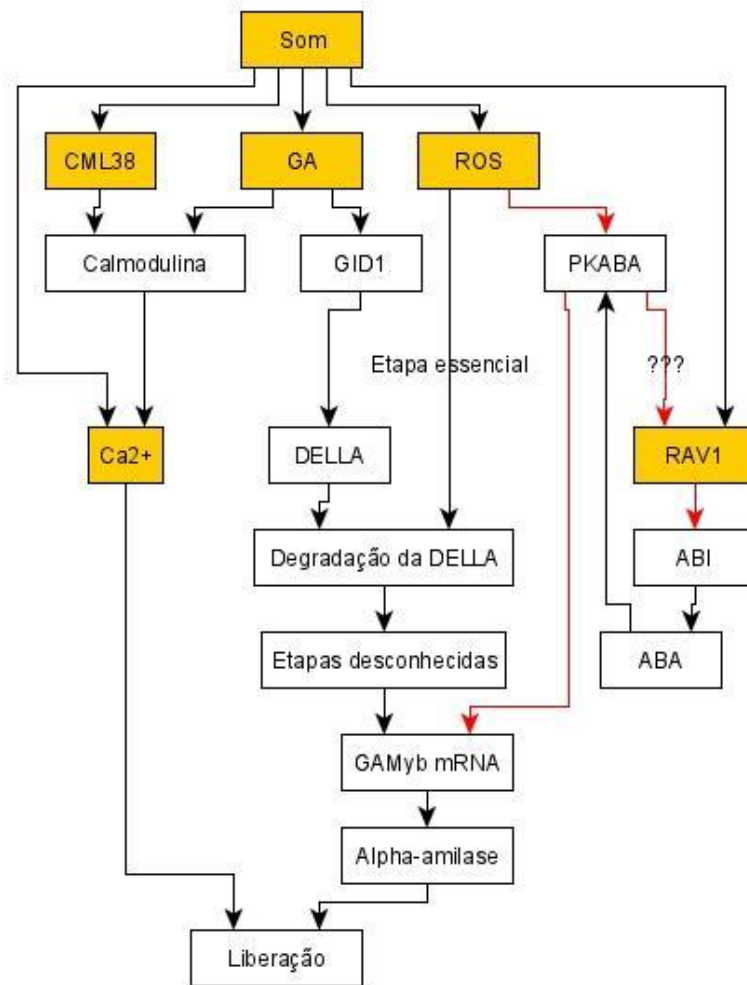 Som
CML38
GA
ROS
Calmodulina
GID1
PKABA
Etapa essencial
???
Ca2+
DELLA
RAV1
Degradação da DELLA
ABI
Etapas desconhecidas
ABA
GAMyb mRNA
Alpha-amilase
Liberação